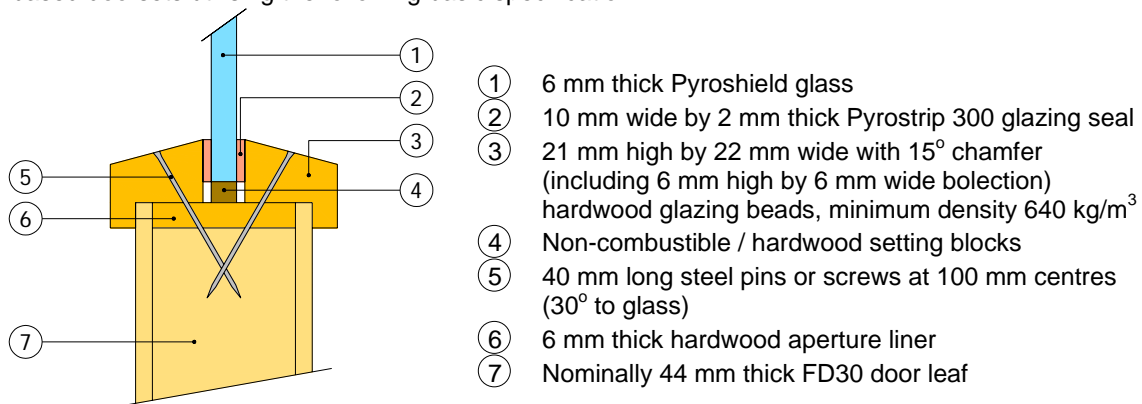 1
2
3
4
5
6
7
1 6 mm thick Pyroshield glass
2 10 mm wide by 2 mm thick Pyrostrip 300 glazing seal
3 21 mm high by 22 mm wide with 15° chamfer
(including 6 mm high by 6 mm wide bolection)
hardwood glazing beads, minimum density 640 kg/m³
4 Non-combustible / hardwood setting blocks
5 40 mm long steel pins or screws at 100 mm centres
(30° to glass)
6 6 mm thick hardwood aperture liner
7 Nominally 44 mm thick FD30 door leaf